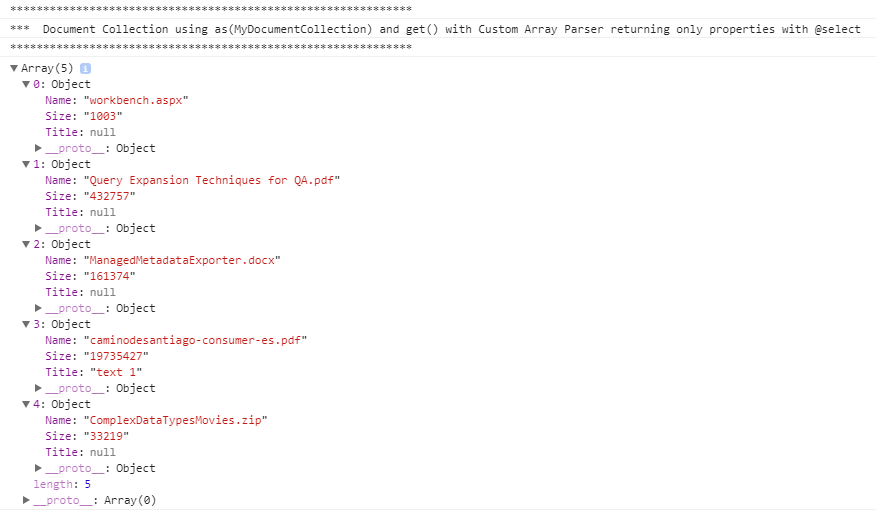 *************************************************************
***  Document Collection using as(MyDocumentCollection) and get() with Custom Array Parser returning only properties with @select
*************************************************************
▼Array(5) i
▼0: Object
Name: "workbench.aspx"
Size: "1003"
Title: null
▶__proto__: Object
▼1: Object
Name: "Query Expansion Techniques for QA.pdf"
Size: "432757"
Title: null
▶__proto__: Object
▼2: Object
Name: "ManagedMetadataExporter.docx"
Size: "161374"
Title: null
▶__proto__: Object
▼3: Object
Name: "caminodesantiago-consumer-es.pdf"
Size: "19735427"
Title: "text 1"
▶__proto__: Object
▼4: Object
Name: "ComplexDataTypesMovies.zip"
Size: "33219"
Title: null
▶__proto__: Object
length: 5
▶__proto__: Array(0)